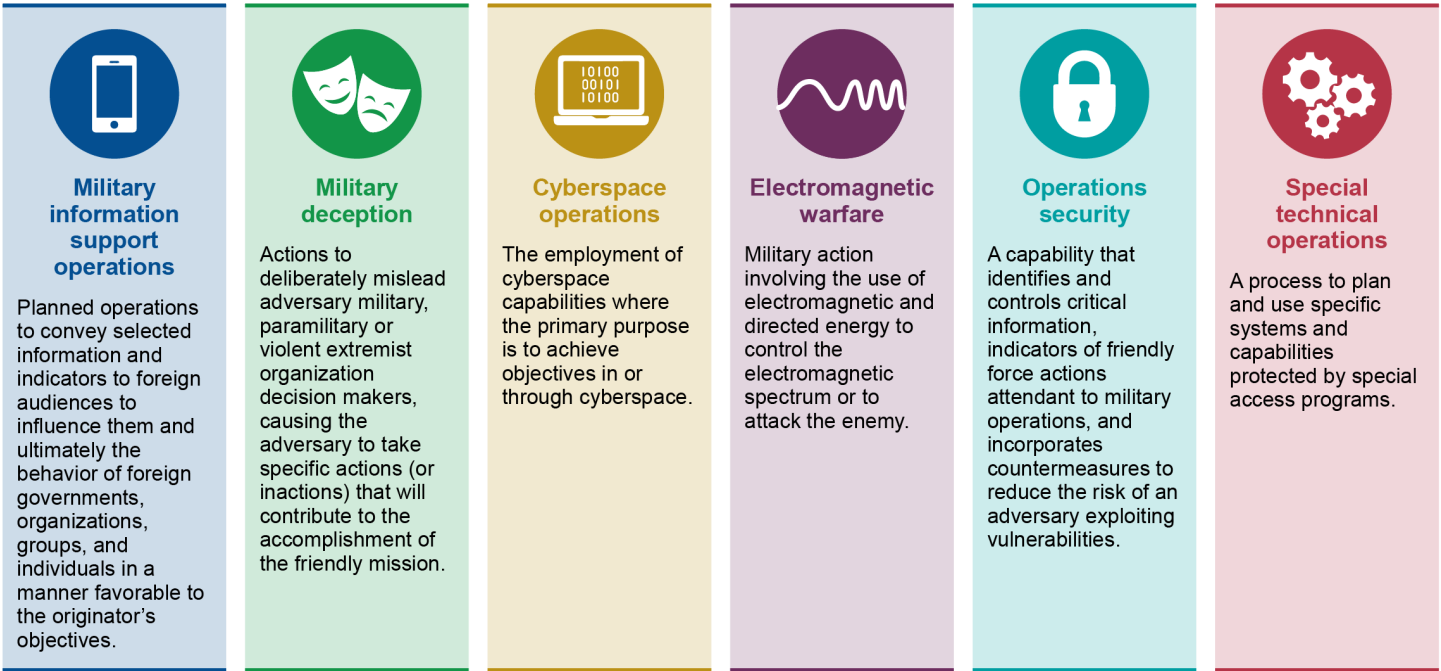 10100
00101
10100
Military
information
support
operations
Planned operations
to convey selected
information and
indicators to foreign
audiences to
influence them and
ultimately the
behavior of foreign
governments,
organizations,
groups, and
individuals in a
manner favorable to
the originator’s
objectives.
Military
deception
Actions to
deliberately mislead
adversary military,
paramilitary or
violent extremist
organization
decision makers,
causing the
adversary to take
specific actions (or
inactions) that will
contribute to the
accomplishment of
the friendly mission.
Cyberspace
operations
The employment of
cyberspace
capabilities where
the primary purpose
is to achieve
objectives in or
through cyberspace.
Electromagnetic
warfare
Military action
involving the use of
electromagnetic and
directed energy to
control the
electromagnetic
spectrum or to
attack the enemy.
Operations
security
A capability that
identifies and
controls critical
information,
indicators of friendly
force actions
attendant to military
operations, and
incorporates
countermeasures to
reduce the risk of an
adversary exploiting
vulnerabilities.
Special
technical
operations
A process to plan
and use specific
systems and
capabilities
protected by special
access programs.